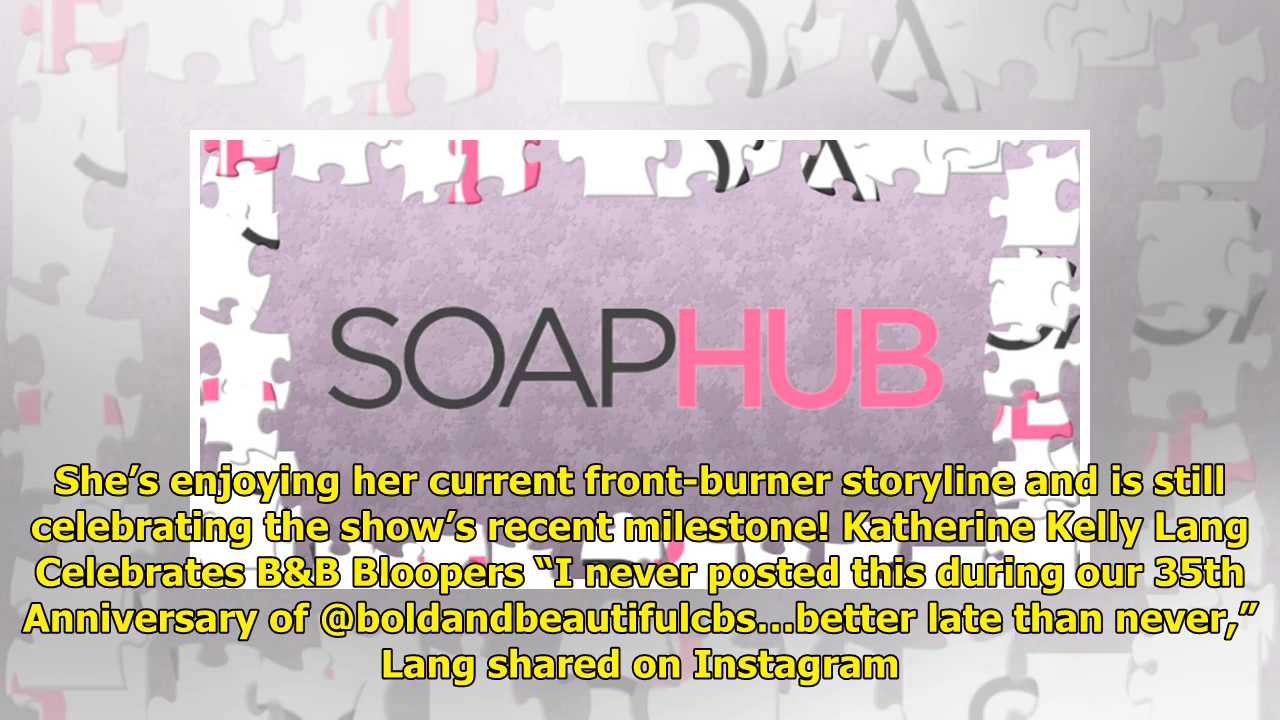 SOAPHUB
She’s enjoying her current front-burner storyline and is still
celebrating the show’s recent milestone! Katherine Kelly Lang
Celebrates B&B Bloopers “I never posted this during our 35th
Anniversary of @boldandbeautifulcbs...better late than never,”
Lang shared on Instagram